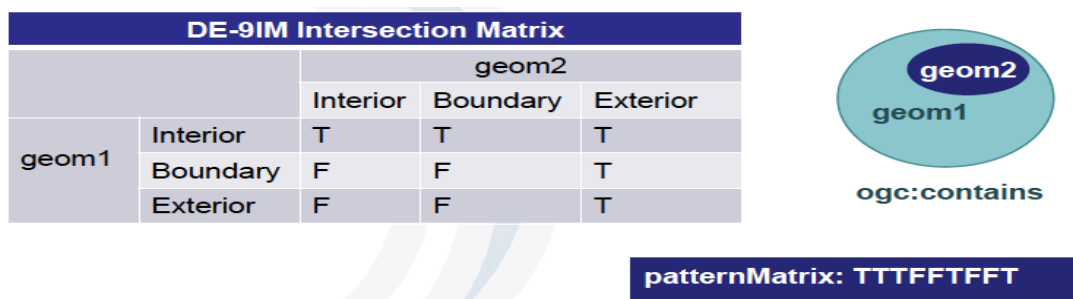 DE-9IM Intersection Matrix
geom2
Interior Boundary Exterior
geom1
Interior T T T
Boundary F F T
Exterior F F T
geom2
geom1
ogc:contains
patternMatrix: TTTFFTFFT